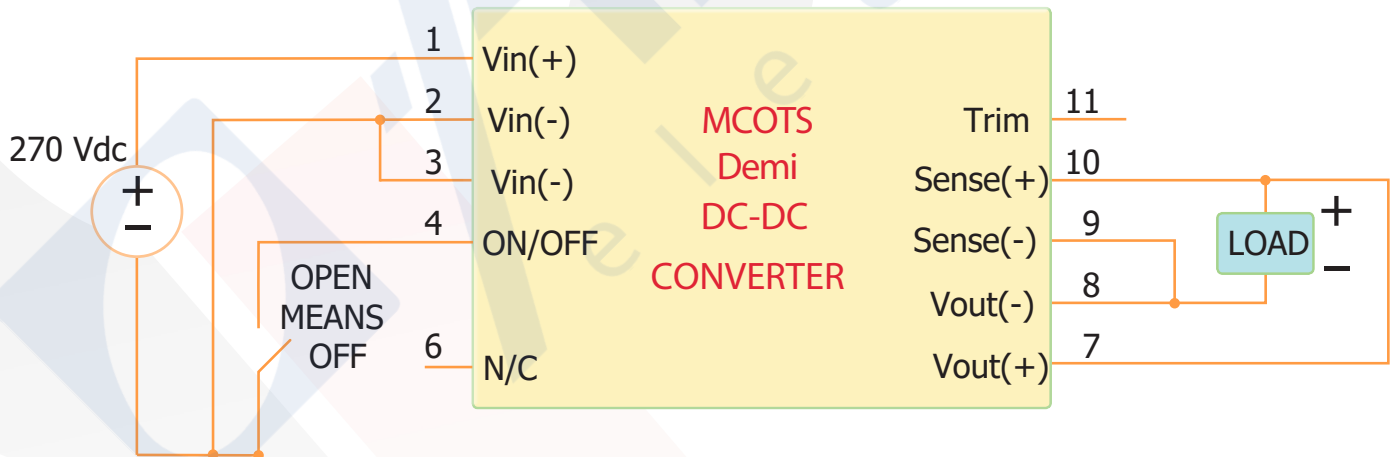 1
Vin(+)
2
Vin(-)
3
Vin(-)
4
ON/OFF
6
N/C
270 Vdc
+
−
OPEN
MEANS
OFF
MCOTS
Demi
DC-DC
CONVERTER
Trim
11
Sense(+)
10
Sense(-)
9
Vout(-)
8
Vout(+)
7
LOAD
+
−